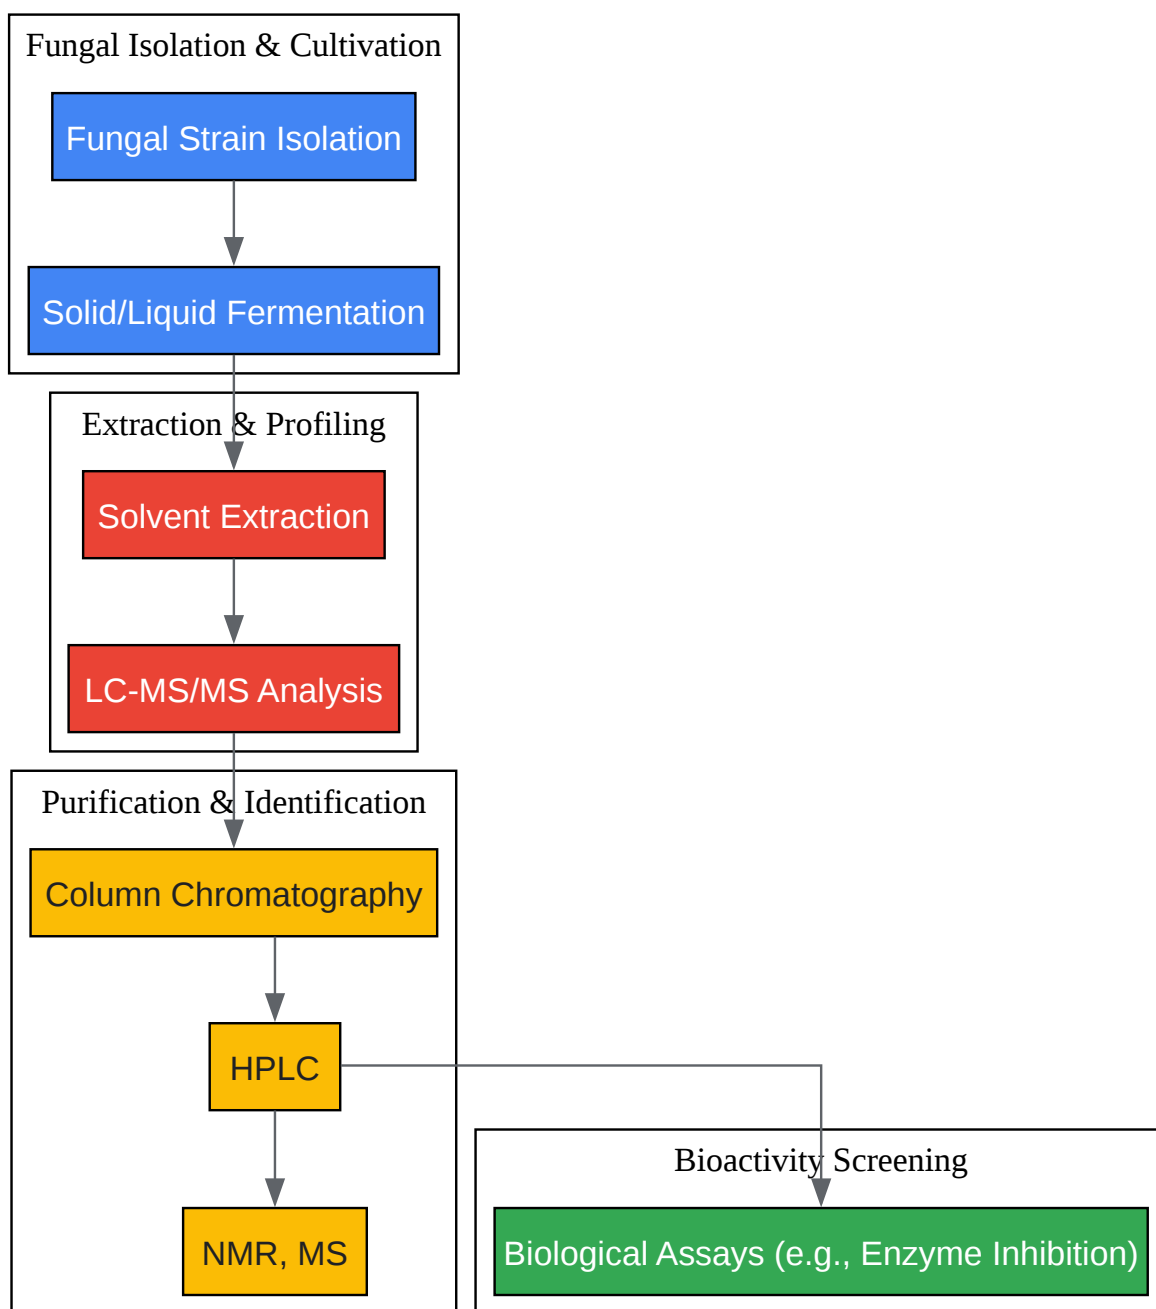 Fungal Isolation & Cultivation
Fungal Strain Isolation
Solid/Liquid Fermentation
Extraction & Profiling
Solvent Extraction
LC-MS/MS Analysis
Purification & Identification
Column Chromatography
HPLC
NMR, MS
Bioactivity Screening
Biological Assays (e.g., Enzyme Inhibition)